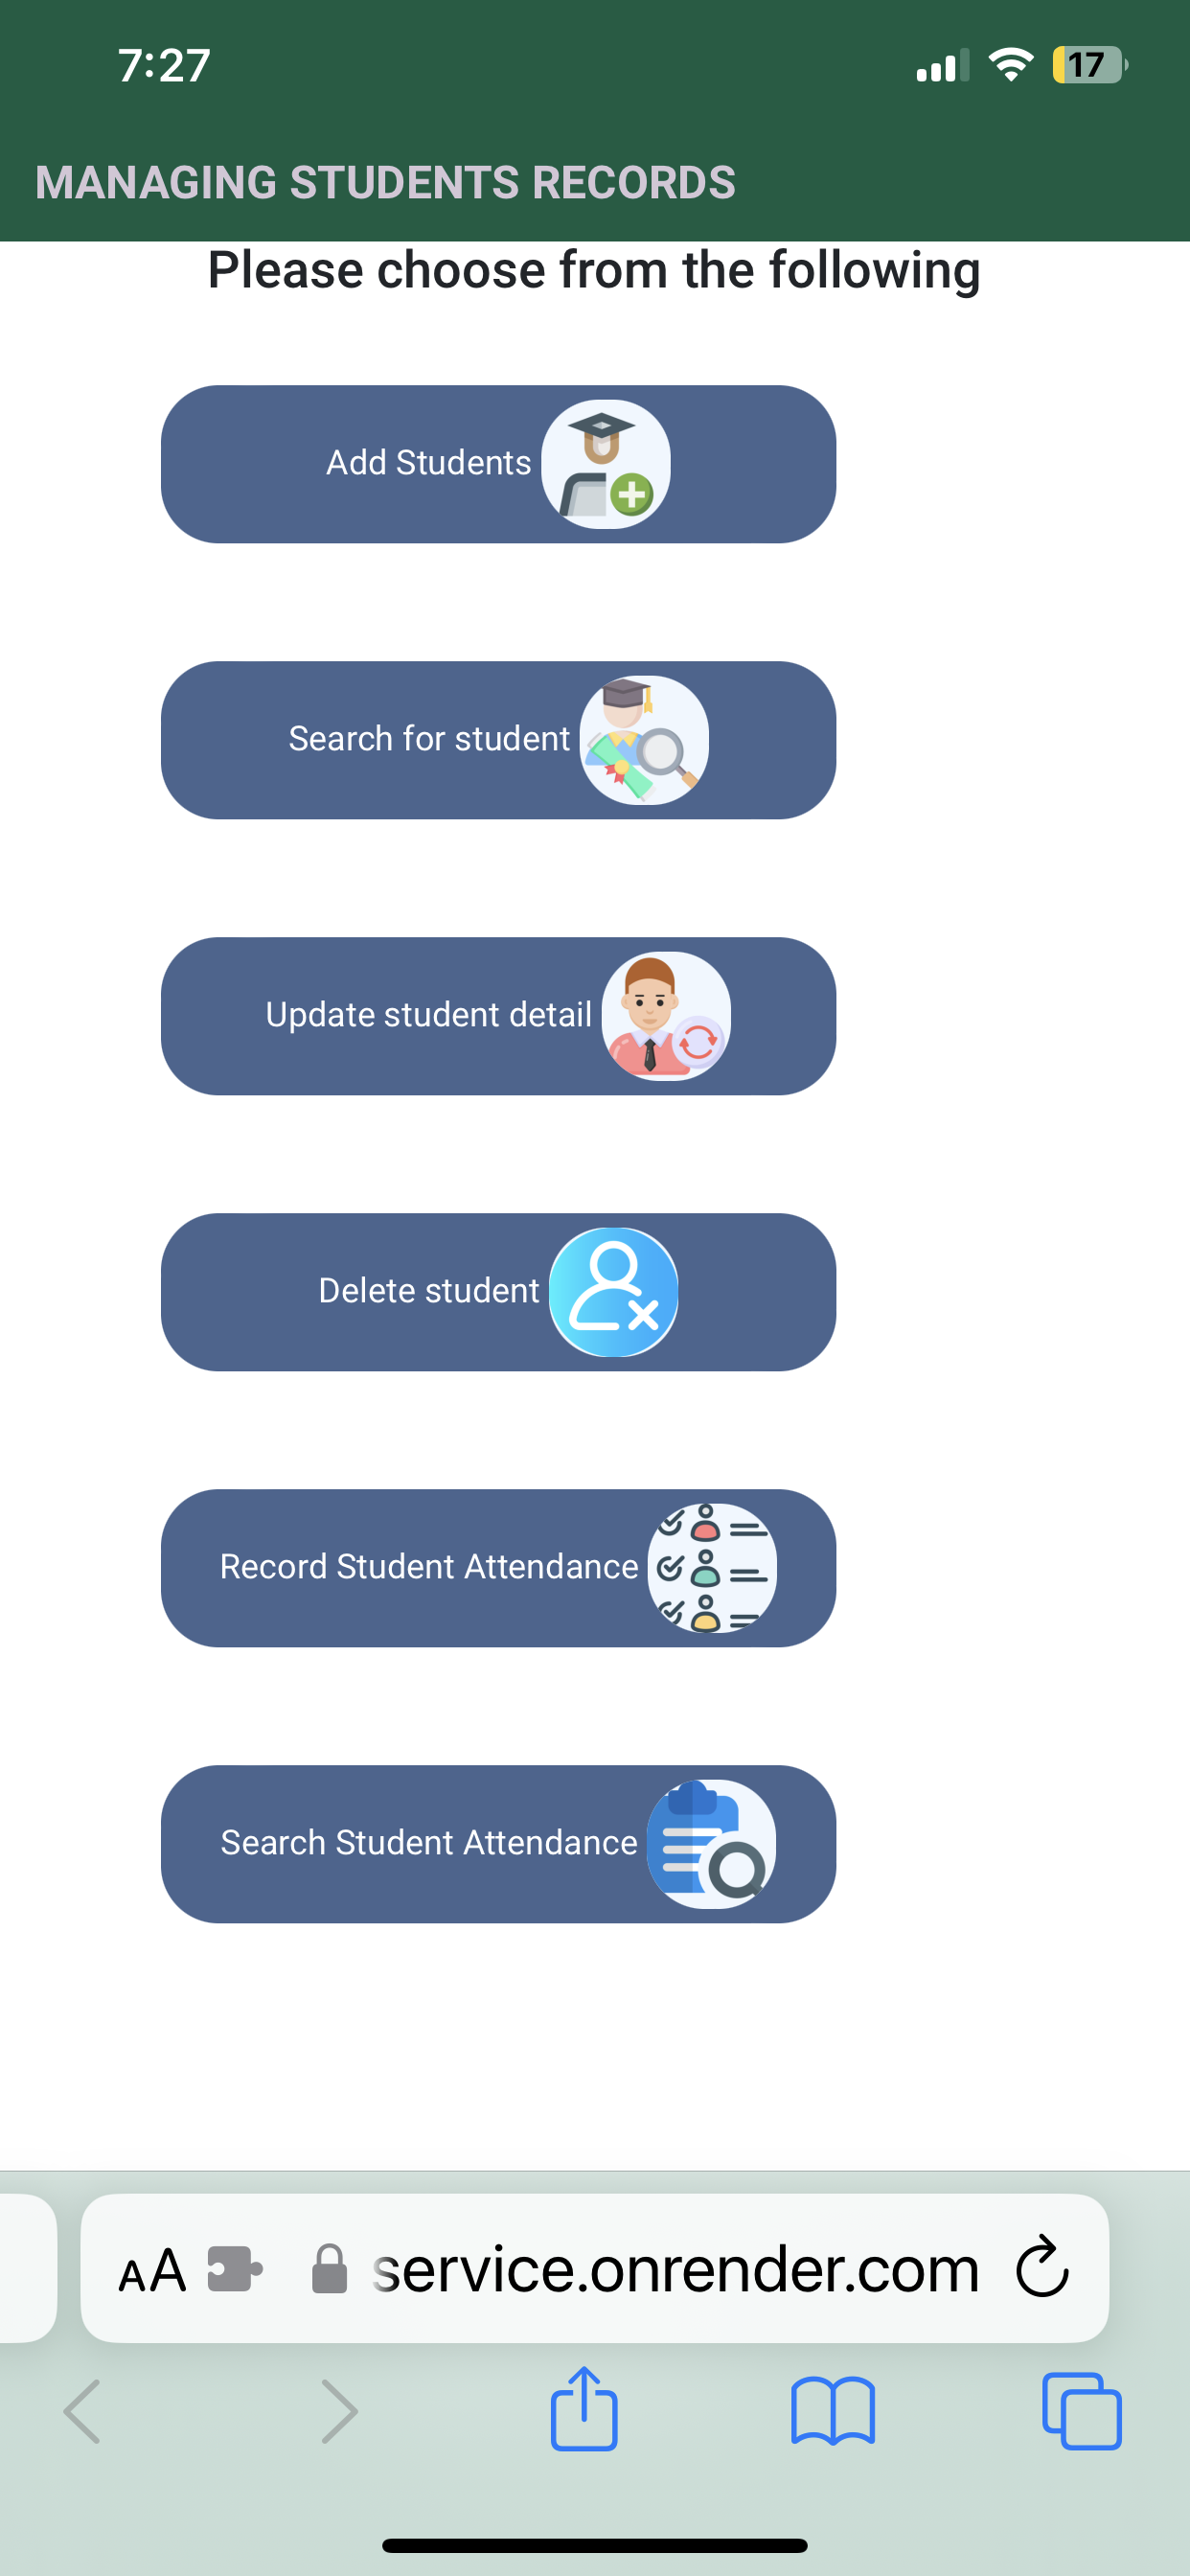 7:27
17
MANAGING STUDENTS RECORDS
Please choose from the following
Add Students
Search for student
Update student detail
Delete student
Record Student Attendance
Search Student Attendance
AA service.onrender.com